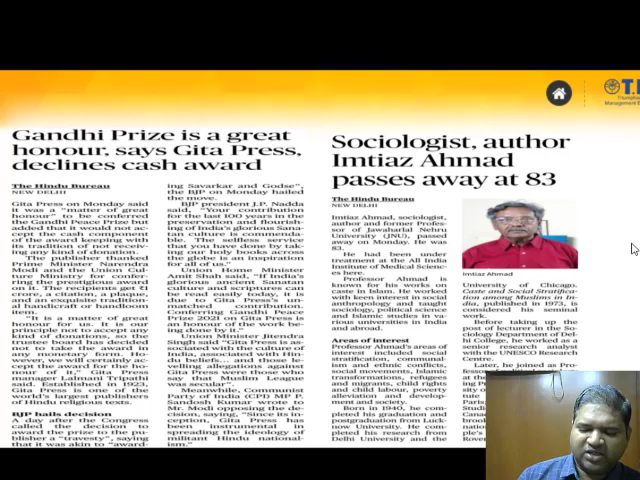 T.I
Triumphant
Management E
Gandhi Prize is a great
honour, says Gita Press,
declines cash award
The Hindu Bureau
NEW DELHI
Gita Press on Monday said
it was a “matter of great
honour” to be conferred the
Gandhi Peace Prize but
added that it would not ac-
cept the cash component
of the award keeping with
its tradition of not receiv-
ing any kind of donation.
The publisher thanked
Prime Minister Narendra
Modi and the Union Cul-
ture Ministry for confer-
ring the prestigious award
on it. The recipients get ₹1
crore, a citation, a plaque,
and an exquisite tradition-
al handicraft or handloom
item.
“It is a matter of great
honour for us. It is our
principle not to accept any
kind of donations, so the
trustee board has decided
not to take the award in
any monetary form. Ho-
wever, we will certainly ac-
cept the award for the ho-
nour of it,” Gita Press
manager Lalmani Tripathi
said. Established in 1923,
Gita Press is one of the
world's largest publishers
of Hindu religious texts.
BJP hails decision
A day after the Congress
called the decision to
award the prize to the pu-
blisher a “travesty”, saying
that it was akin to “award-
ing Savarkar and Godse”,
the BJP on Monday hailed
the move.
BJP president J.P. Nadda
said, “Your contribution
for the last 100 years in the
preservation and flourish-
ing of India's glorious Sana-
tan culture is commenda-
ble. The selfless service
that you have done by tak-
ing our holy books across
the globe is an inspiration
for all of us.”
Union Home Minister
Amit Shah said, “If India's
glorious ancient Sanatan
culture and scriptures can
be read easily today, it is
due to Gita Press's un-
matched contribution.
Conferring Gandhi Peace
Prize 2021 on Gita Press is
an honour of the work be-
ing done by it.”
Union Minister Jitendra
Singh said “Gita Press is as-
sociated with the culture of
India, associated with Hin-
du beliefs... and those le-
velling allegations against
Gita Press were those who
say that Muslim League
was secular.”
Meanwhile, Communist
Party of India (CPI) MP P.
Sandosh Kumar wrote to
Mr. Modi opposing the de-
cision, saying, “Since its in-
ception, Gita Press has
been instrumental in
spreading the ideology of
militant Hindu national-
ism.”
Sociologist, author
Imtiaz Ahmad
passes away at 83
The Hindu Bureau
NEW DELHI
Imtiaz Ahmad, sociologist,
author and former Profes-
sor of Jawaharlal Nehru
University (JNU), passed
away on Monday. He was
83.
He had been under
treatment at the All India
Institute of Medical Scienc-
es here.
Professor Ahmad is
known for his works on
caste in Islam. He worked
with keen interest in social
anthropology and taught
sociology, political science
and Islamic studies in va-
rious universities in India
and abroad.
Areas of interest
Professor Ahmad's areas of
interest included social
stratification, communal-
ism and ethnic conflicts,
social movements, Islamic
translations, refugees
and migrants, child rights
and child labour, poverty
alleviation and develop-
ment and society.
Born in 1940, he com-
pleted his graduation and
postgraduation from Luck-
now University. He com-
pleted his research from
Delhi University and the
Imtiaz Ahmad
University of Chicago.
Caste and Social Stratifica-
tion among Muslims in In-
dia, published in 1973, is
considered his seminal
work.
Before taking up the
post of lecturer in the So-
ciology Department of Del-
hi College, he worked as a
senior research analyst
with the UNESCO Research
Centre.
Later, he joined as Pro-